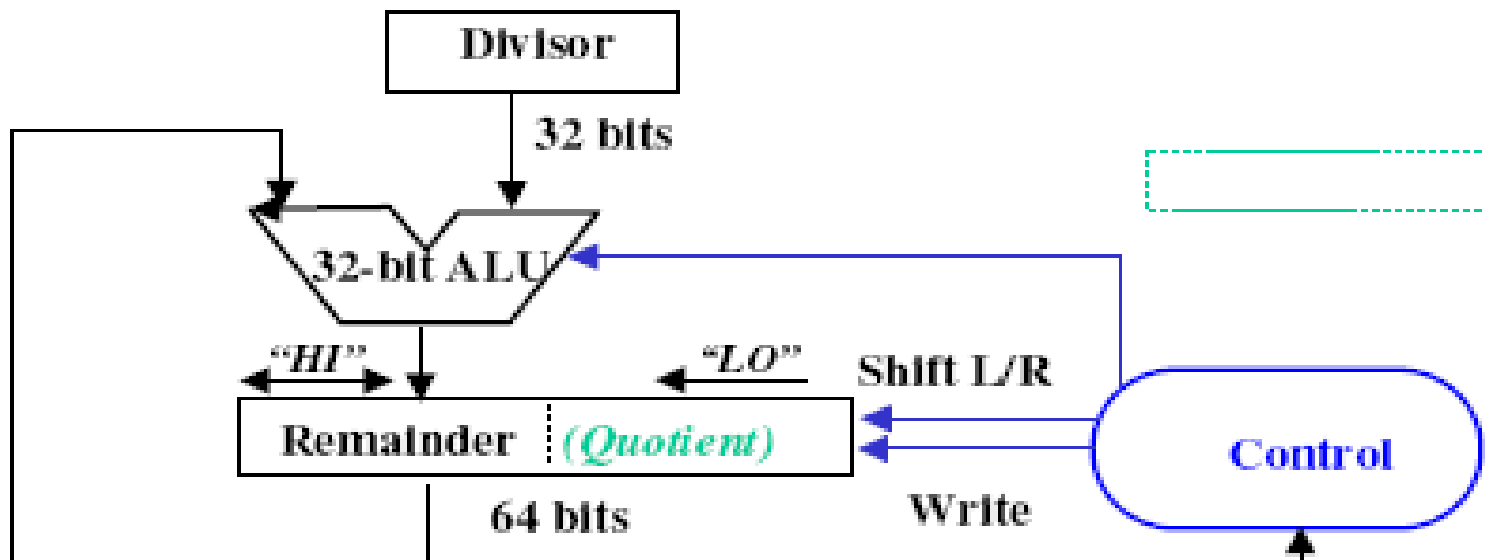 Divisor
32 bits
32-bit ALU
“HI”
“LO”
Shift L/R
Remainder
(Quotient)
Control
64 bits
Write